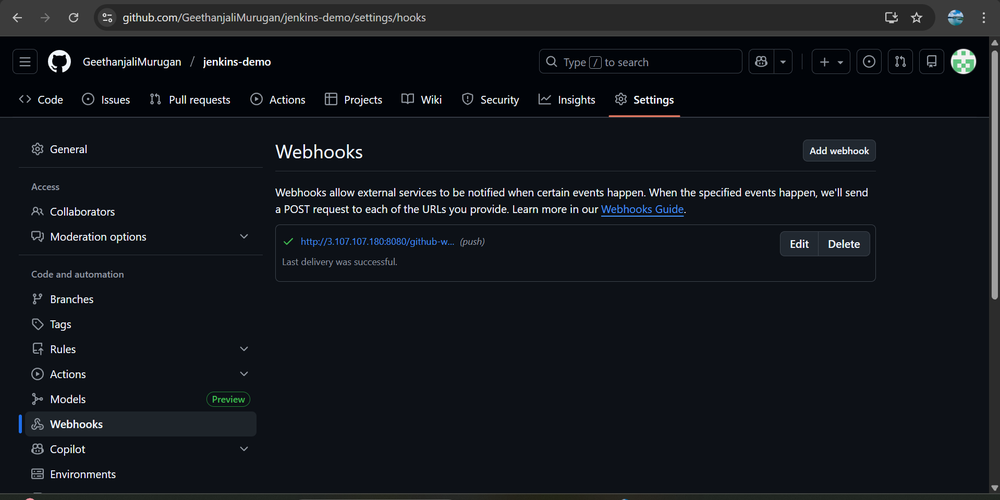 github.com/GeethanjaliMurugan/jenkins-demo/settings/hooks
GeethanjaliMurugan / jenkins-demo
Type / to search
Code Issues Pull requests Actions Projects Wiki Security Insights Settings
General
Access
Collaborators
Moderation options
Code and automation
Branches
Tags
Rules
Actions
Models Preview
Webhooks
Copilot
Environments
Webhooks
Add webhook
Webhooks allow external services to be notified when certain events happen. When the specified events happen, we'll send
a POST request to each of the URLs you provide. Learn more in our Webhooks Guide.
http://3.107.107.180:8080/github-w... (push)
Edit Delete
Last delivery was successful.